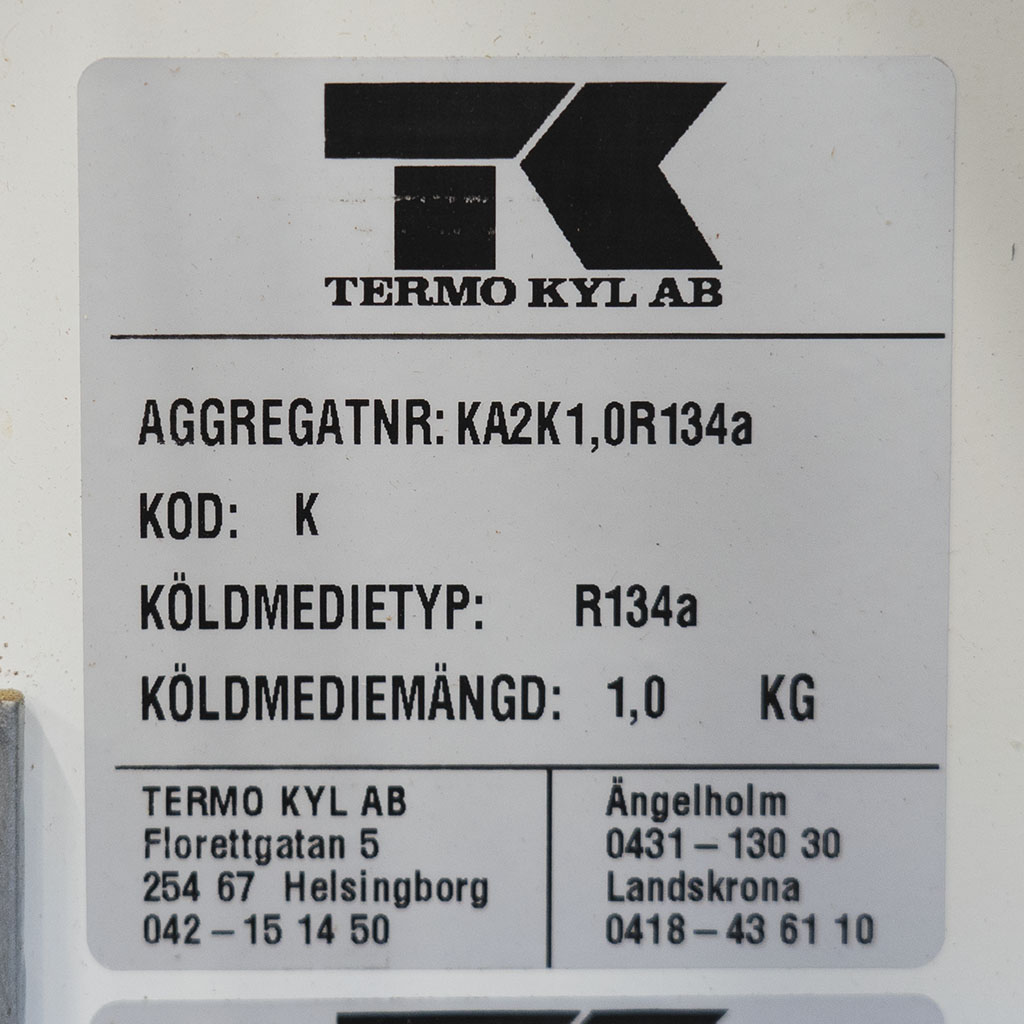 TK
TERMO KYL AB
AGGREGATNR: KA2K1,0R134a
KOD: K
KÖLDMEDIETYP: R134a
KÖLDMEDIEMÄNGD: 1,0 KG
TERMO KYL AB
Florettgatan 5
254 67 Helsingborg
042 – 15 14 50
Ängelholm
0431 – 130 30
Landskrona
0418 – 43 61 10